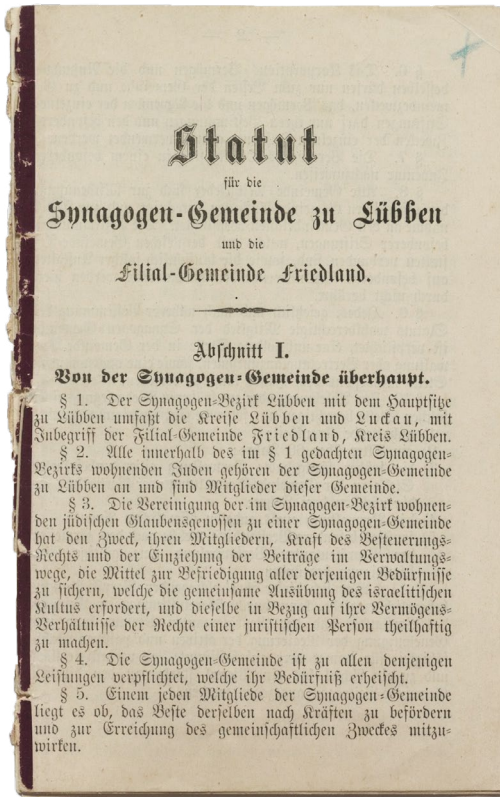 Statut
für die
Synagogen-Gemeinde zu Lübben
und die
Filial-Gemeinde Friedland.
Abschnitt I.
Von der Synagogen-Gemeinde überhaupt.
§ 1. Der Synagogen-Bezirk Lübben mit dem Hauptsitze
zu Lübben umfaßt die Kreise Lübben und Luckau, mit
Inbegriff der Filial-Gemeinde Friedland, Kreis Lübben.
§ 2. Alle innerhalb des im § 1 gedachten Synagogen-
Bezirks wohnenden Juden gehören der Synagogen-Gemeinde
zu Lübben an und sind Mitglieder dieser Gemeinde.
§ 3. Die Vereinigung der im Synagogen-Bezirk wohnen-
den jüdischen Glaubensgenossen zu einer Synagogen-Gemeinde
hat den Zweck, ihren Mitgliedern, Kraft des Besteuerungs-
Rechts und der Einziehung der Beiträge im Verwaltungs-
wege, die Mittel zur Befriedigung aller derjenigen Bedürfnisse
zu sichern, welche die gemeinsame Ausübung des israelitischen
Kultus erfordert, und dieselbe in Bezug auf ihre Vermögens-
Verhältnisse der Rechte einer juristischen Person theilhaftig
zu machen.
§ 4. Die Synagogen-Gemeinde ist zu allen denjenigen
Leistungen verpflichtet, welche ihr Bedürfniß erheischt.
§ 5. Einem jeden Mitgliede der Synagogen-Gemeinde
liegt es ob, das Beste derselben nach Kräften zu befördern
und zur Erreichung des gemeinschaftlichen Zweckes mitzu-
wirken.